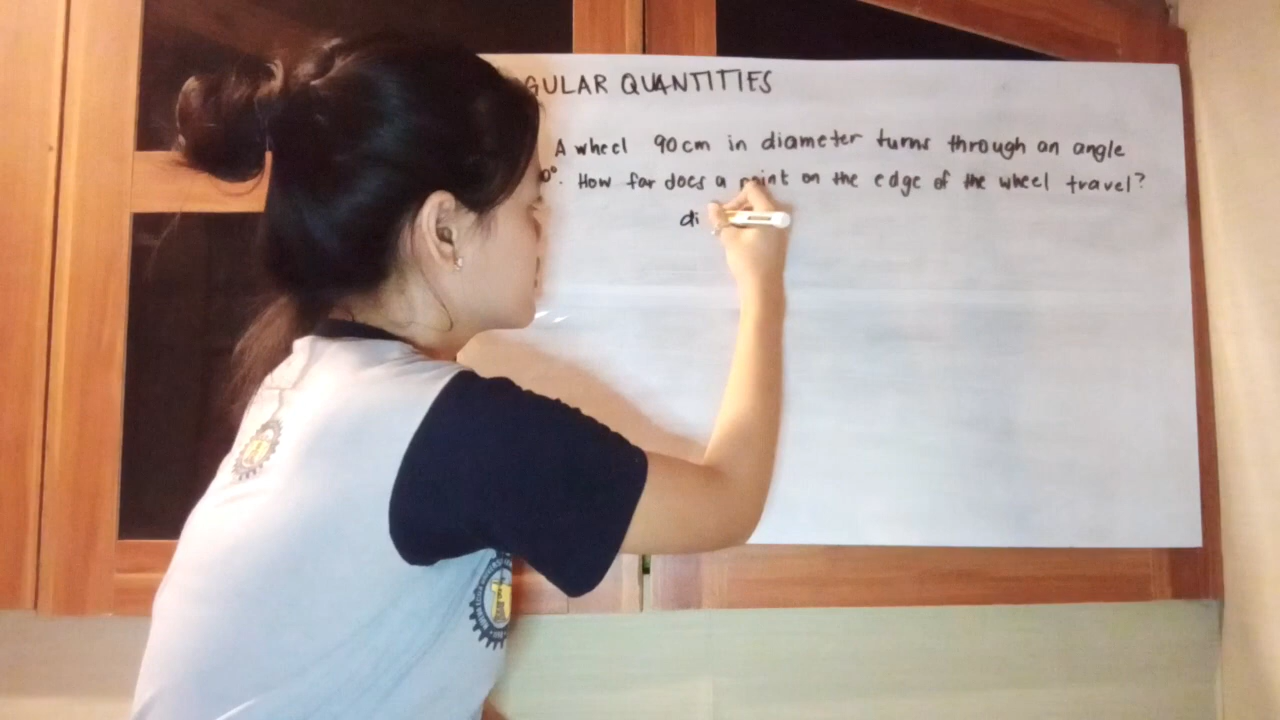 GULAR QUANTITIES
A wheel 90cm in diameter turns through an angle
0°. How far does a point on the edge of the wheel travel?
di